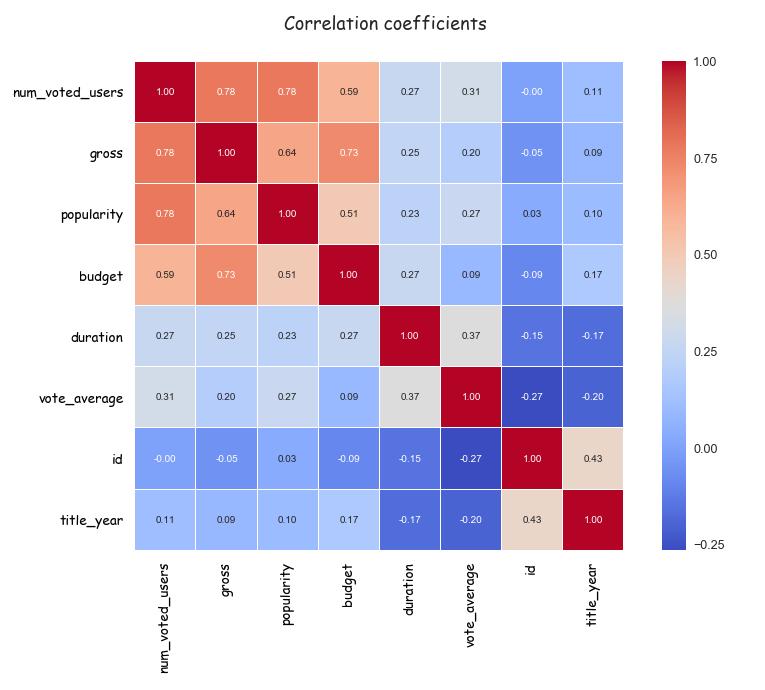 Correlation coefficients
num_voted_users 1.00 0.78 0.78 0.59 0.27 0.31 -0.00 0.11
gross 0.78 1.00 0.64 0.73 0.25 0.20 -0.05 0.09
popularity 0.78 0.64 1.00 0.51 0.23 0.27 0.03 0.10
budget 0.59 0.73 0.51 1.00 0.27 0.09 -0.09 0.17
duration 0.27 0.25 0.23 0.27 1.00 0.37 -0.15 -0.17
vote_average 0.31 0.20 0.27 0.09 0.37 1.00 -0.27 -0.20
id -0.00 -0.05 0.03 -0.09 -0.15 -0.27 1.00 0.43
title_year 0.11 0.09 0.10 0.17 -0.17 -0.20 0.43 1.00
num_voted_users
gross
popularity
budget
duration
vote_average
id
title_year
1.00
0.75
0.50
0.25
0.00
−0.25